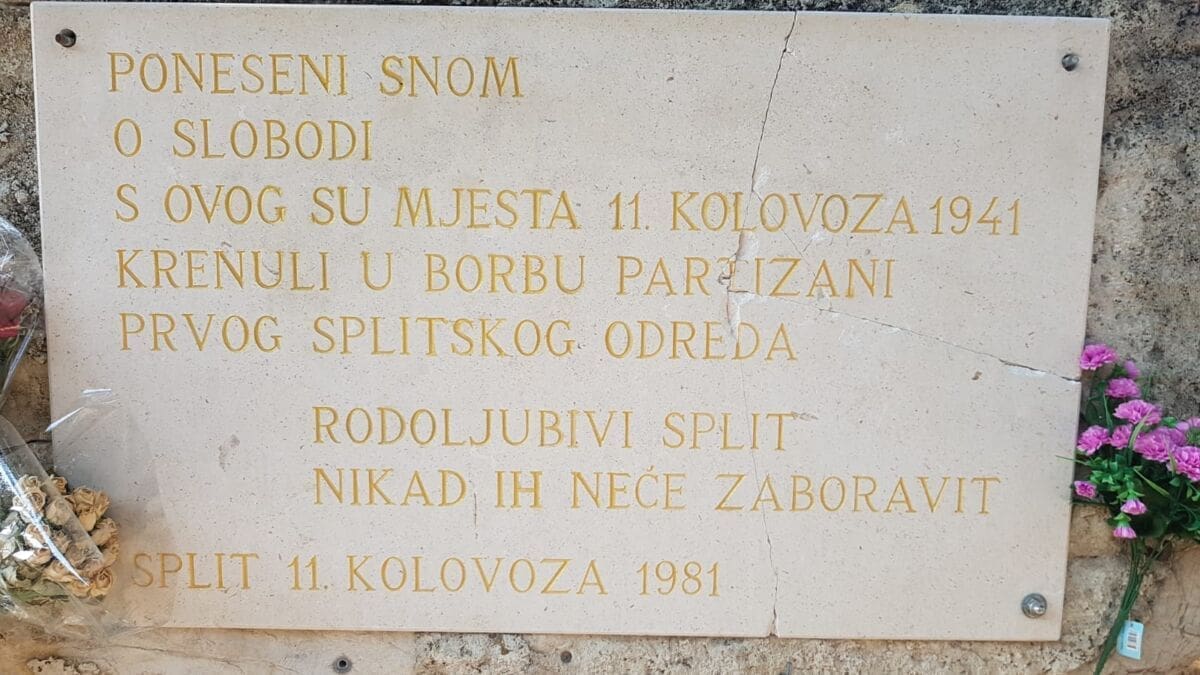 PONESENI SNOM
O SLOBODI
S OVOG SU MJESTA 11. KOLOVOZA 1941
KRENULI U BORBU PARTIZANI
PRVOG SPLITSKOG ODREDA
RODOLJUBIVI SPLIT
NIKAD IH NEĆE ZABORAVIT
SPLIT 11. KOLOVOZA 1981